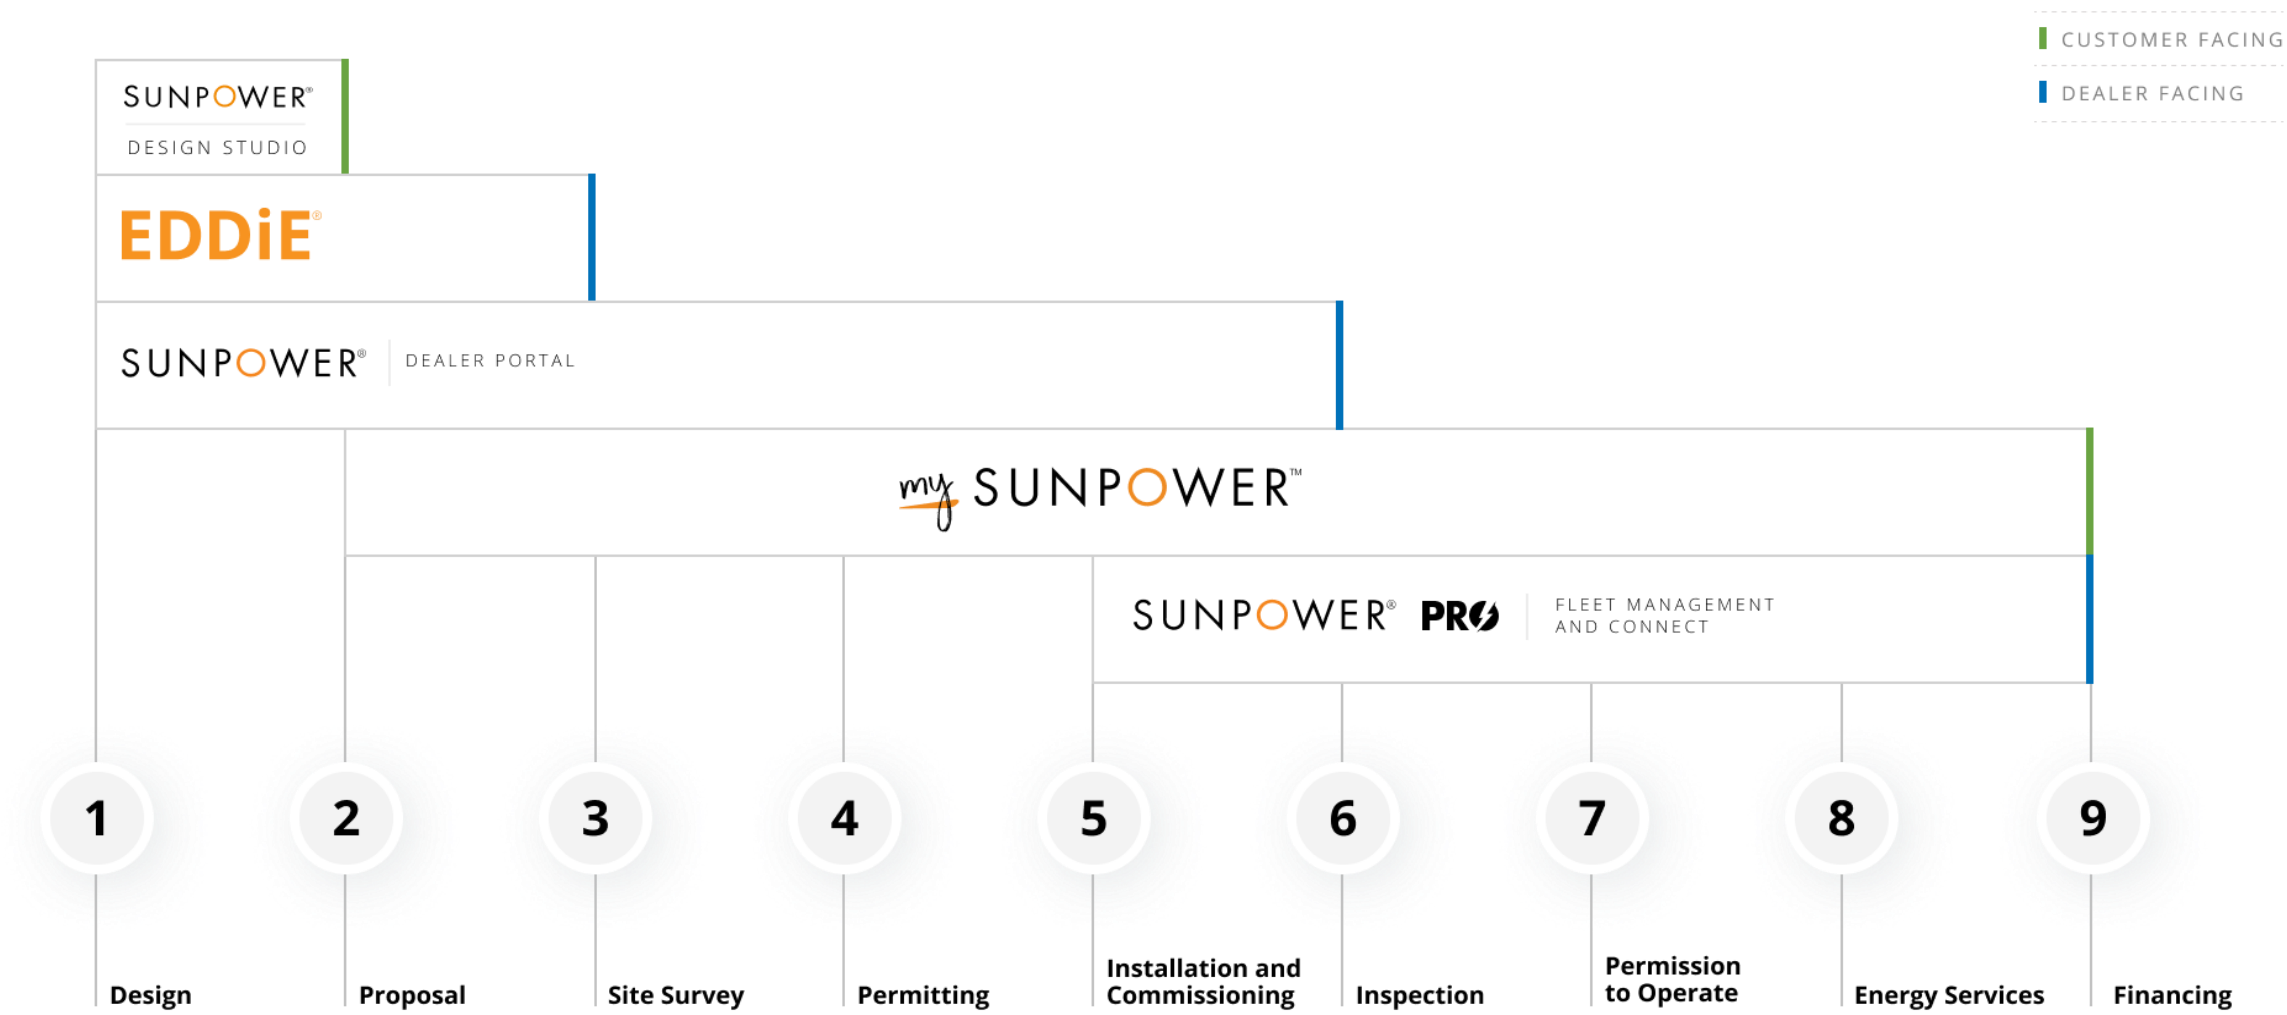 CUSTOMER FACING
DEALER FACING
SUNPOWER®
DESIGN STUDIO
EDDiE®
SUNPOWER® DEALER PORTAL
my SUNPOWER™
SUNPOWER® PRO FLEET MANAGEMENT
AND CONNECT
1 2 3 4 5 6 7 8 9
Design
Proposal
Site Survey
Permitting
Installation and
Commissioning
Inspection
Permission
to Operate
Energy Services
Financing